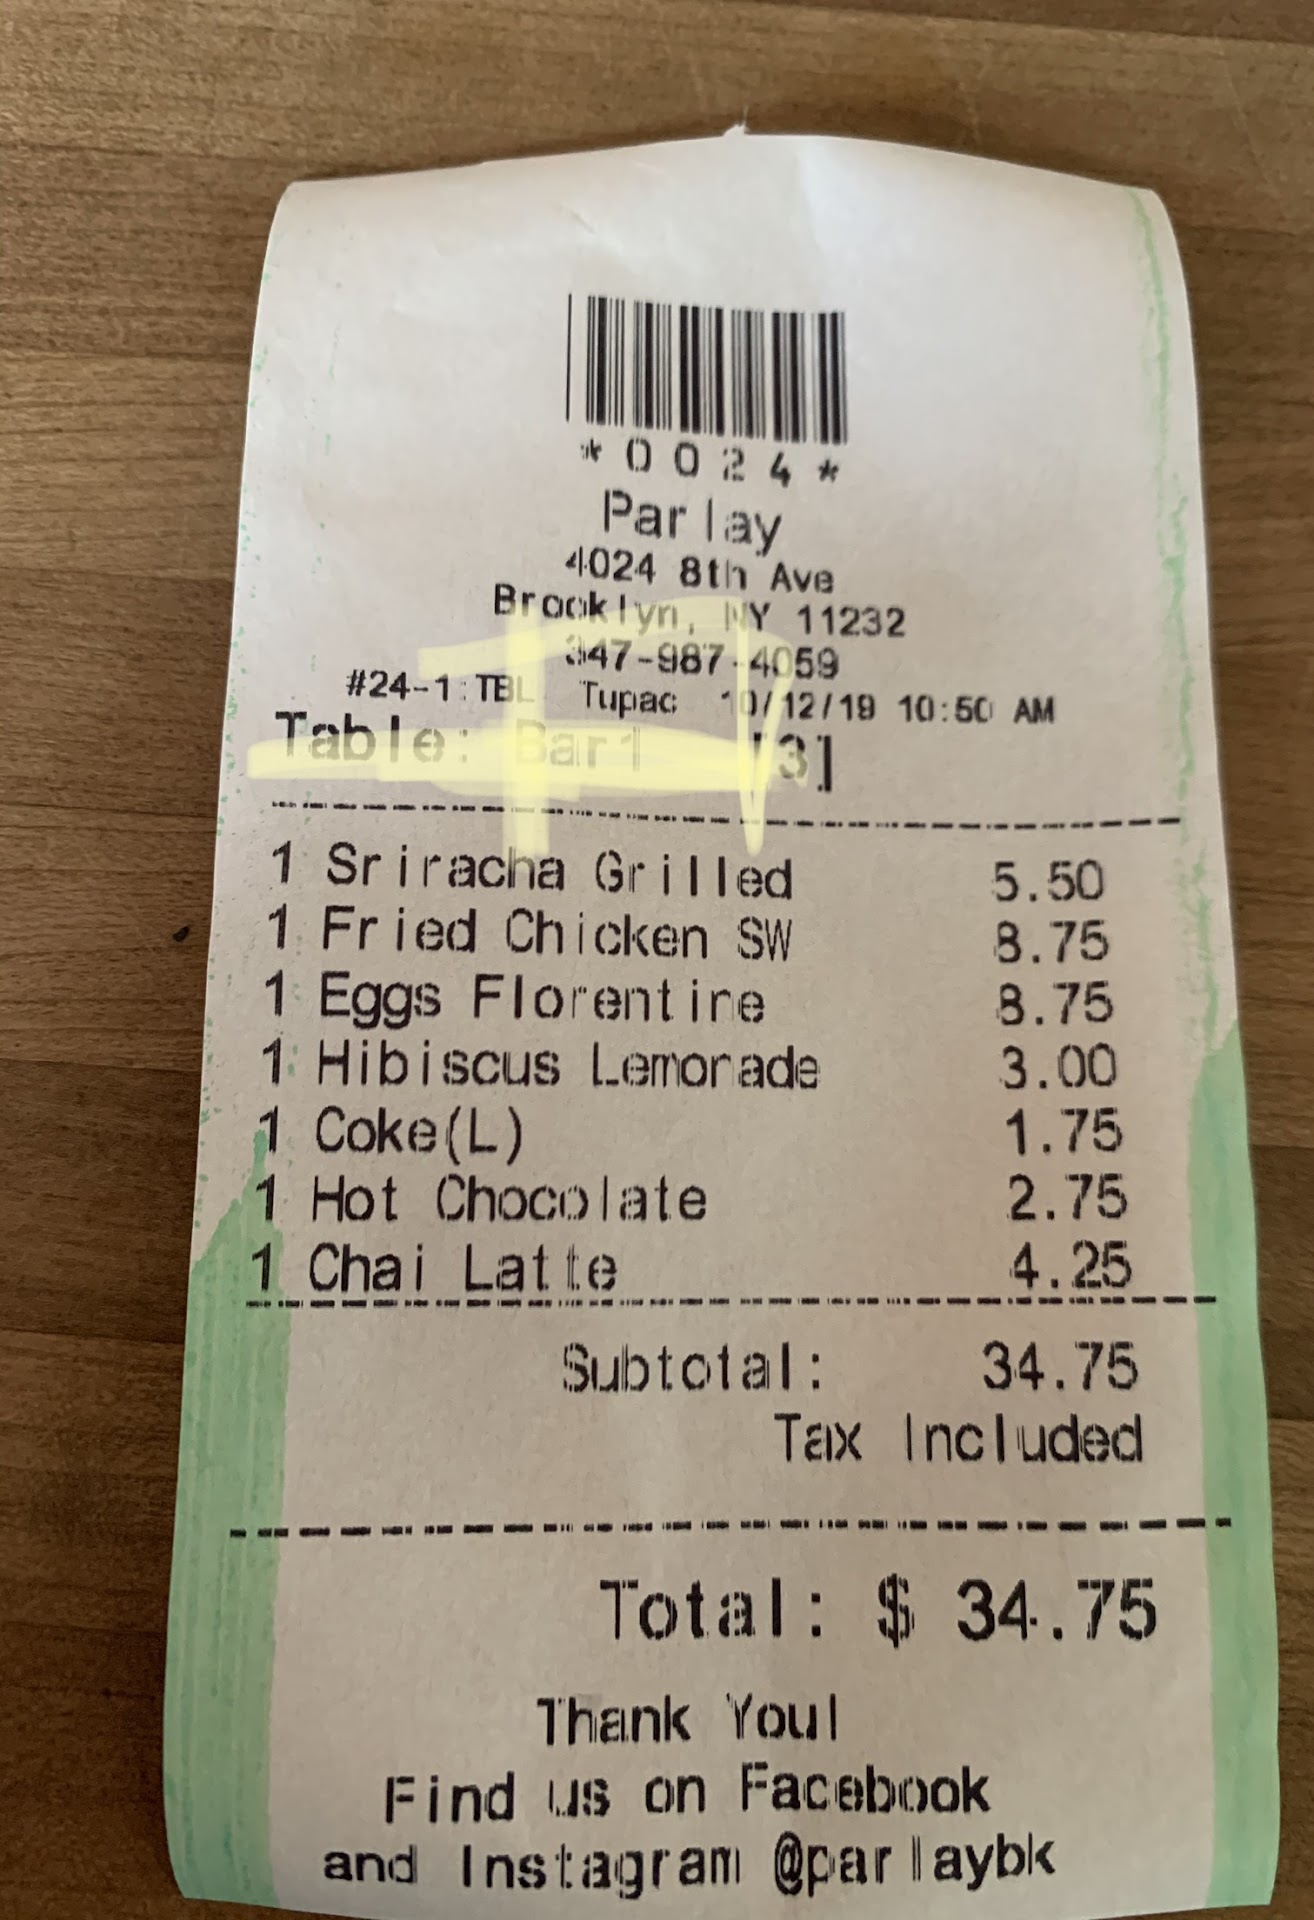 *0024*
Parlay
4024 8th Ave
Brooklyn, NY 11232
347-987-4059
#24-1:TBL Tupac 10/12/19 10:50 AM
Table: Bar1 [3]
1 Sriracha Grilled 5.50
1 Fried Chicken SW 8.75
1 Eggs Florentine 8.75
1 Hibiscus Lemonade 3.00
1 Coke(L) 1.75
1 Hot Chocolate 2.75
1 Chai Latte 4.25
Subtotal: 34.75
Tax Included
Total: $ 34.75
Thank You!
Find us on Facebook
and Instagram @parlaybk